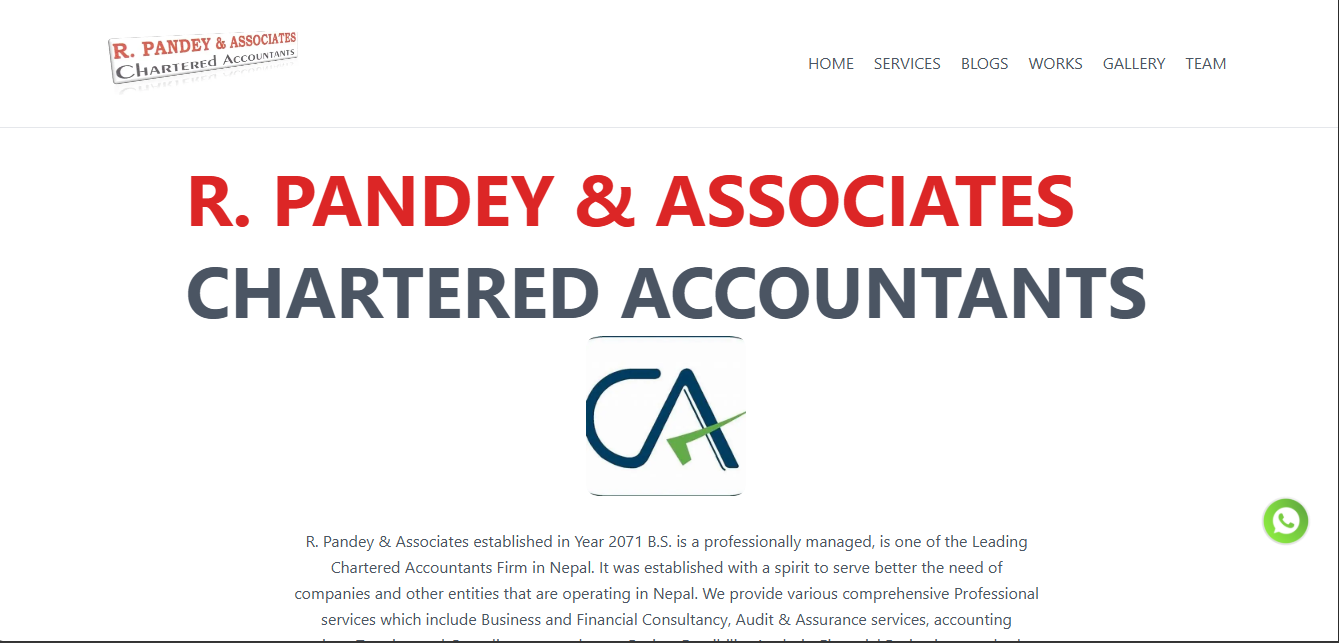 R. PANDEY & ASSOCIATES
CHARTERED ACCOUNTANTS
HOME SERVICES BLOGS WORKS GALLERY TEAM
R. PANDEY & ASSOCIATES
CHARTERED ACCOUNTANTS
CA
R. Pandey & Associates established in Year 2071 B.S. is a professionally managed, is one of the Leading
Chartered Accountants Firm in Nepal. It was established with a spirit to serve better the need of
companies and other entities that are operating in Nepal. We provide various comprehensive Professional
services which include Business and Financial Consultancy, Audit & Assurance services, accounting